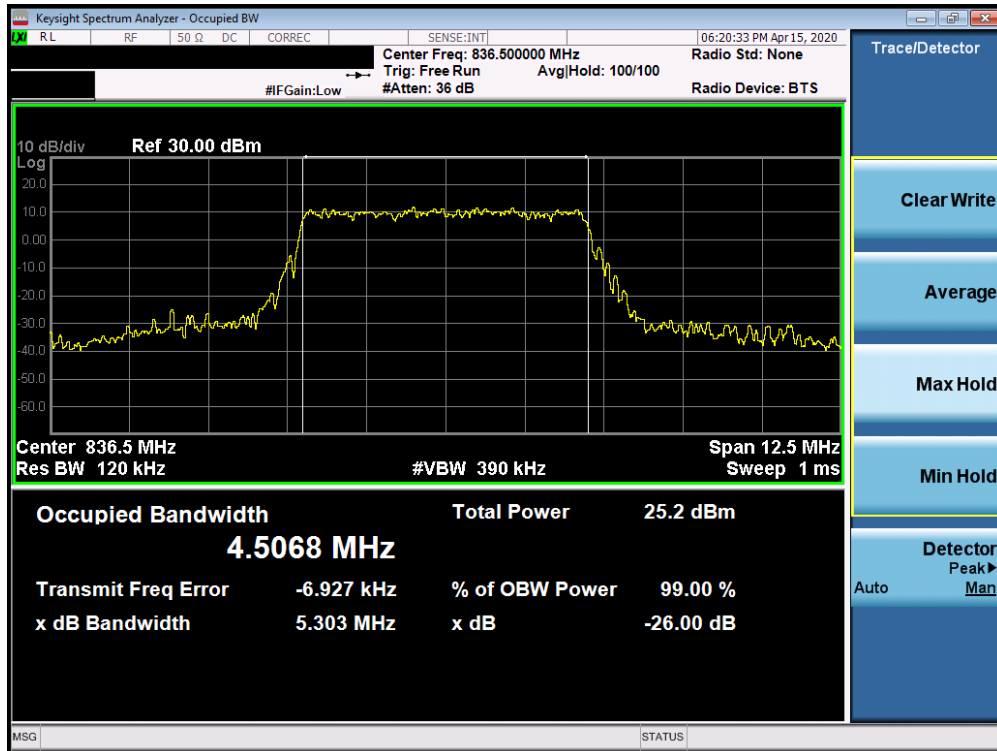 Keysight Spectrum Analyzer - Occupied BW
LXI RL RF 50 Ω DC CORREC SENSE:INT 06:20:33 PM Apr 15, 2020
Center Freq: 836.500000 MHz Radio Std: None
Trig: Free Run Avg|Hold: 100/100
#IFGain:Low #Atten: 36 dB Radio Device: BTS
10 dB/div Ref 30.00 dBm
Log
20.0
10.0
0.00
-10.0
-20.0
-30.0
-40.0
-50.0
-60.0
Center 836.5 MHz Span 12.5 MHz
Res BW 120 kHz #VBW 390 kHz Sweep 1 ms
Occupied Bandwidth Total Power 25.2 dBm
4.5068 MHz
Transmit Freq Error -6.927 kHz % of OBW Power 99.00 %
x dB Bandwidth 5.303 MHz x dB -26.00 dB
MSG STATUS
Trace/Detector
Clear Write
Average
Max Hold
Min Hold
Detector
Peak▶
Auto Man